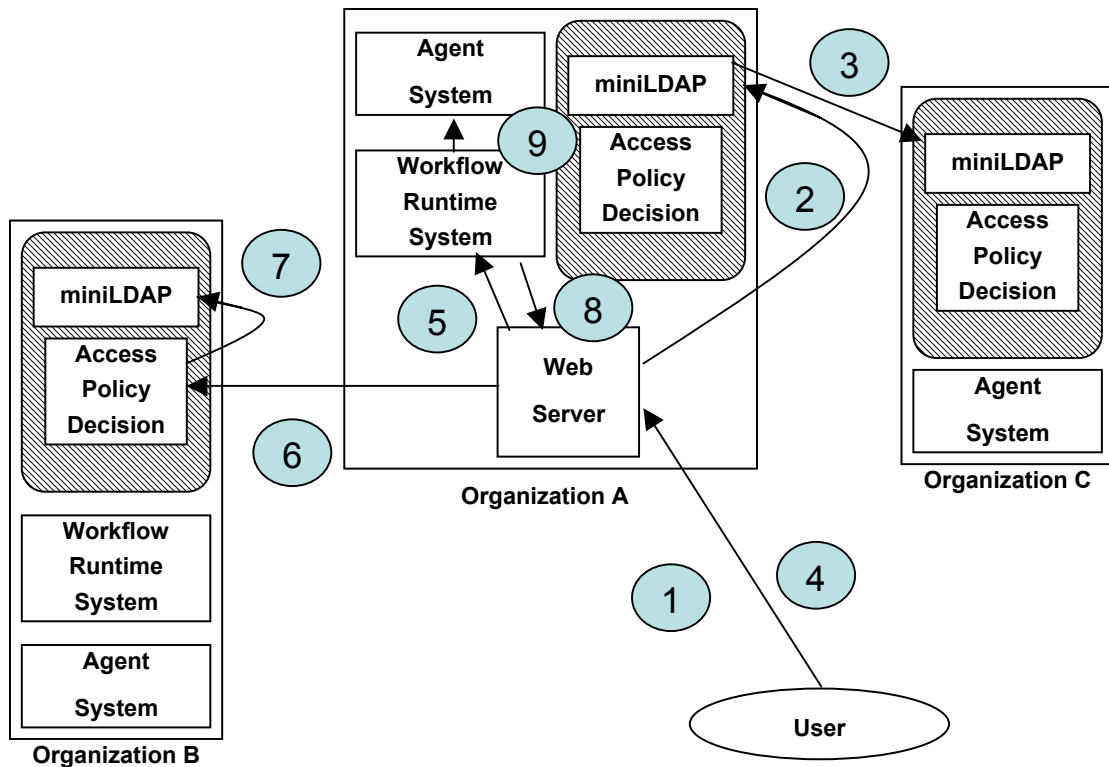 Agent
System
miniLDAP
3
9
Access
Policy
Decision
Workflow
Runtime
System
2
miniLDAP
Access
Policy
Decision
7
miniLDAP
5
8
Access
Policy
Decision
Web
Server
Agent
System
6
Organization A
Organization C
Workflow
Runtime
System
1
4
Agent
System
User
Organization B